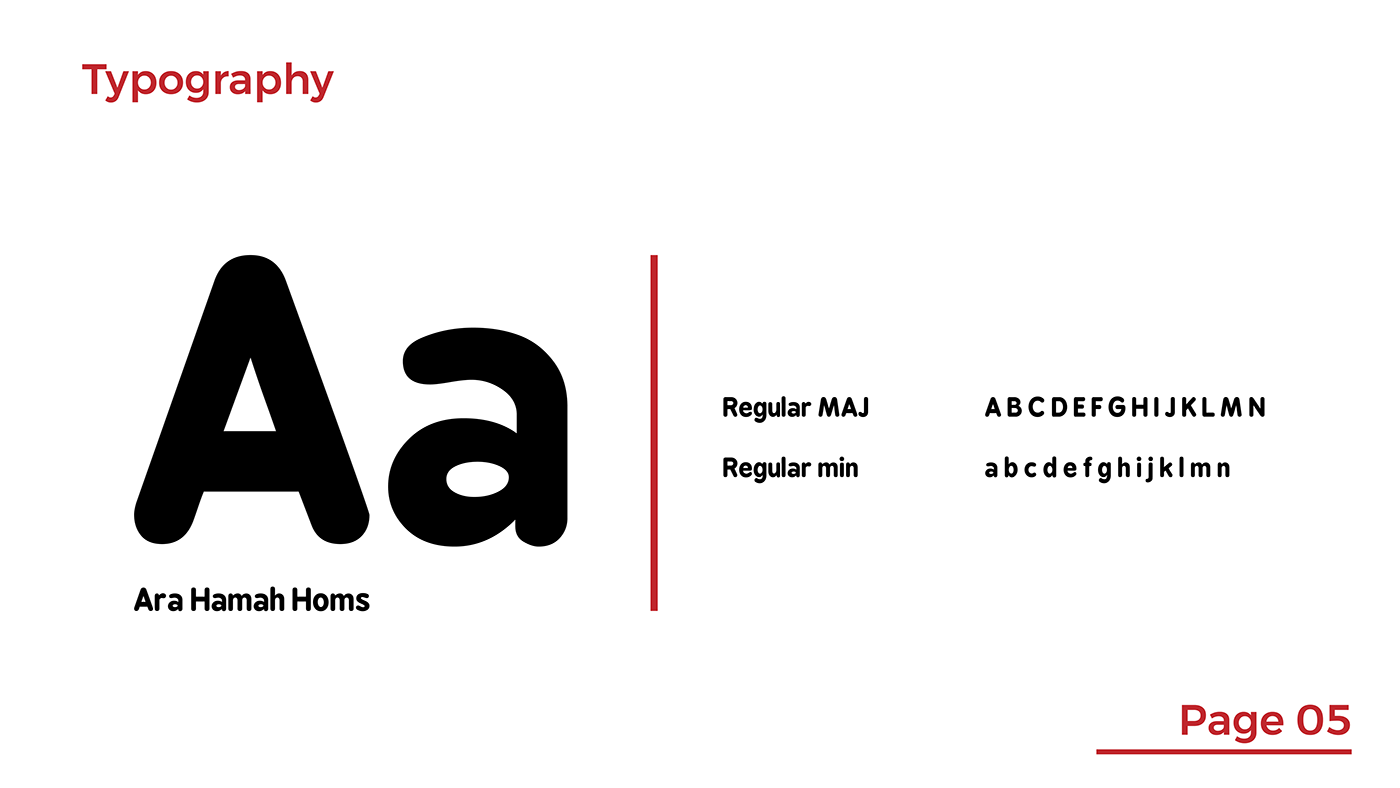 Typography
Aa
Ara Hamah Homs
Regular MAJ
A B C D E F G H I J K L M N
Regular min
a b c d e f g h i j k l m n
Page 05